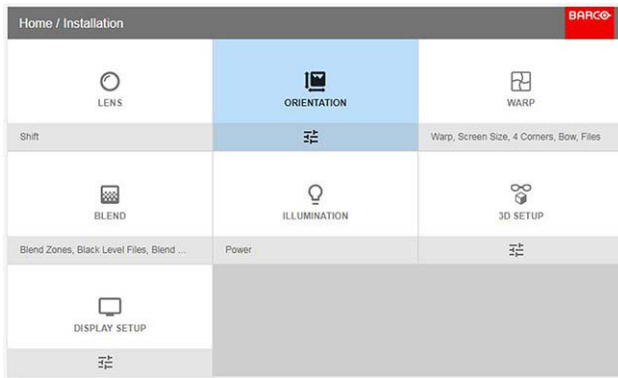 Home / Installation
BARCO
LENS
ORIENTATION
WARP
Shift
Warp, Screen Size, 4 Corners, Bow, Files
BLEND
ILLUMINATION
3D SETUP
Blend Zones, Black Level Files, Blend ...
Power
DISPLAY SETUP